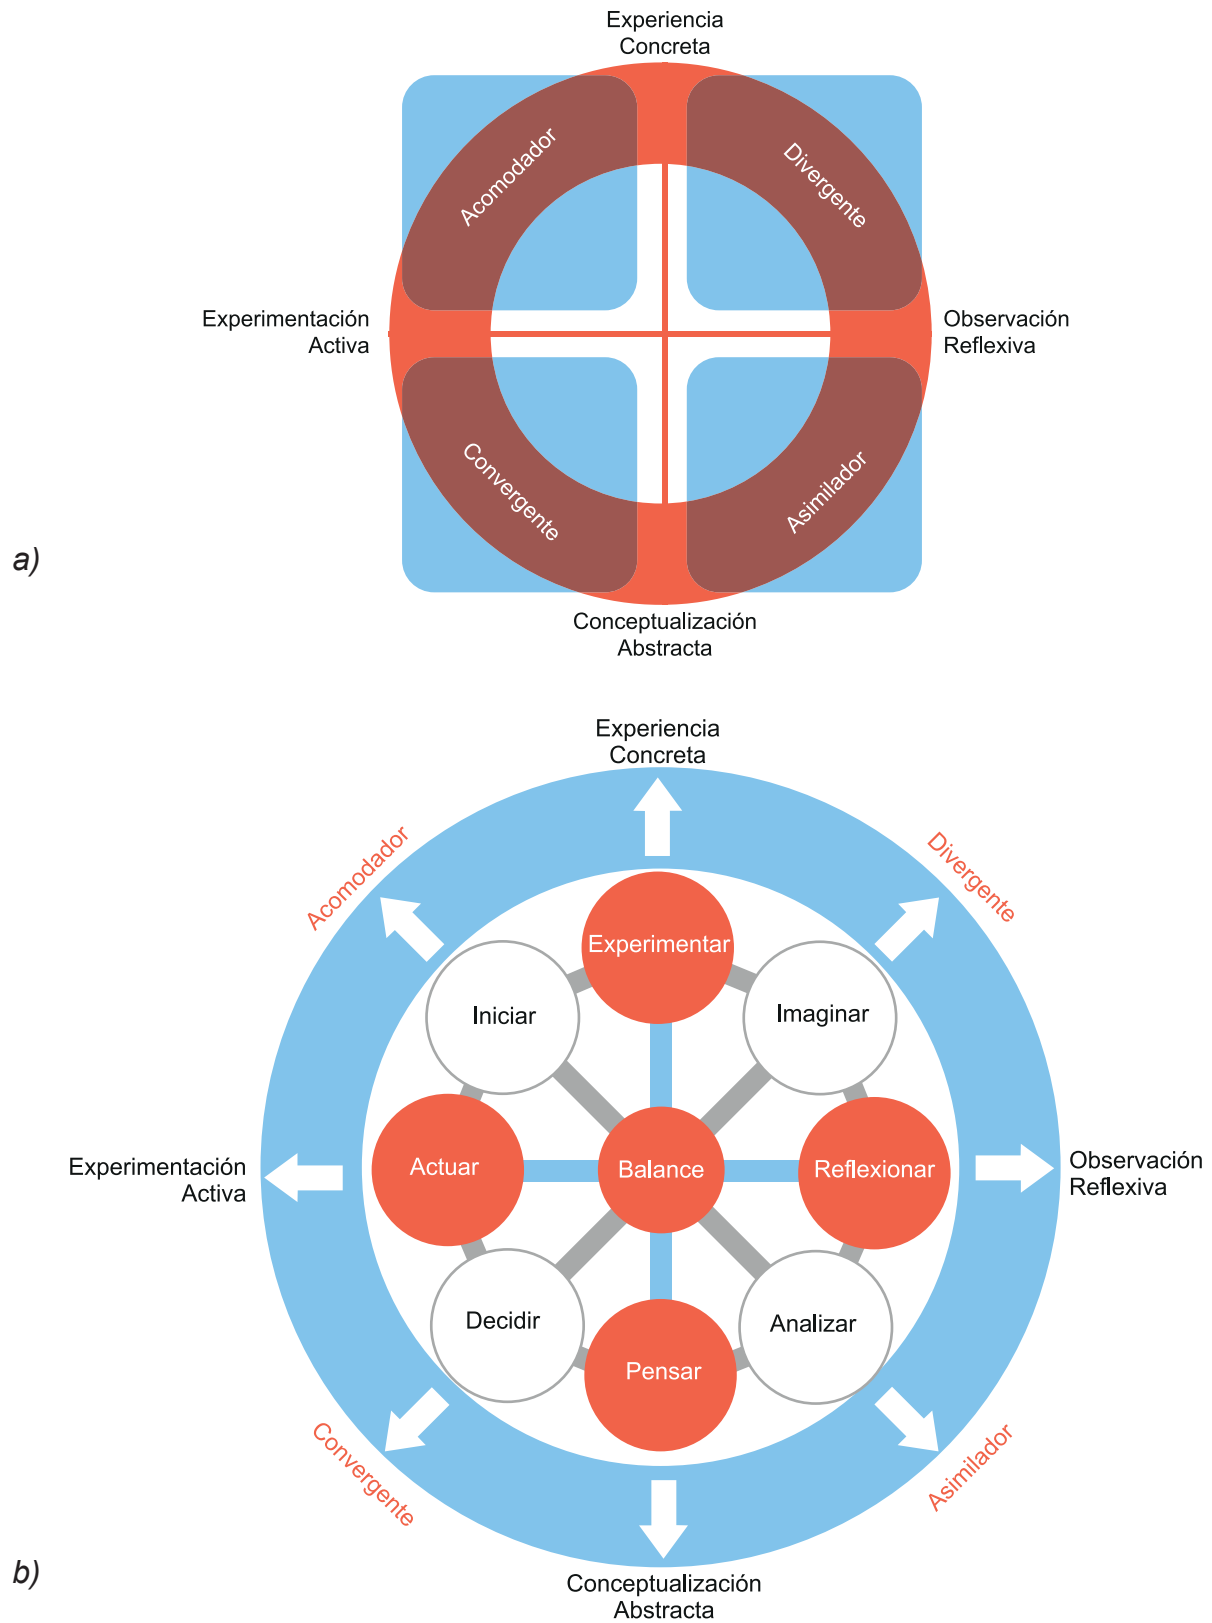 Experiencia
Concreta
Acomodador
Divergente
Experimentación
Activa
Observación
Reflexiva
Convergente
Asimilador
a)
Conceptualización
Abstracta
Experiencia
Concreta
Acomodador
Divergente
Experimentar
Iniciar
Imaginar
Experimentación
Activa
Actuar
Balance
Reflexionar
Observación
Reflexiva
Decidir
Analizar
Pensar
Convergente
Asimilador
b)
Conceptualización
Abstracta